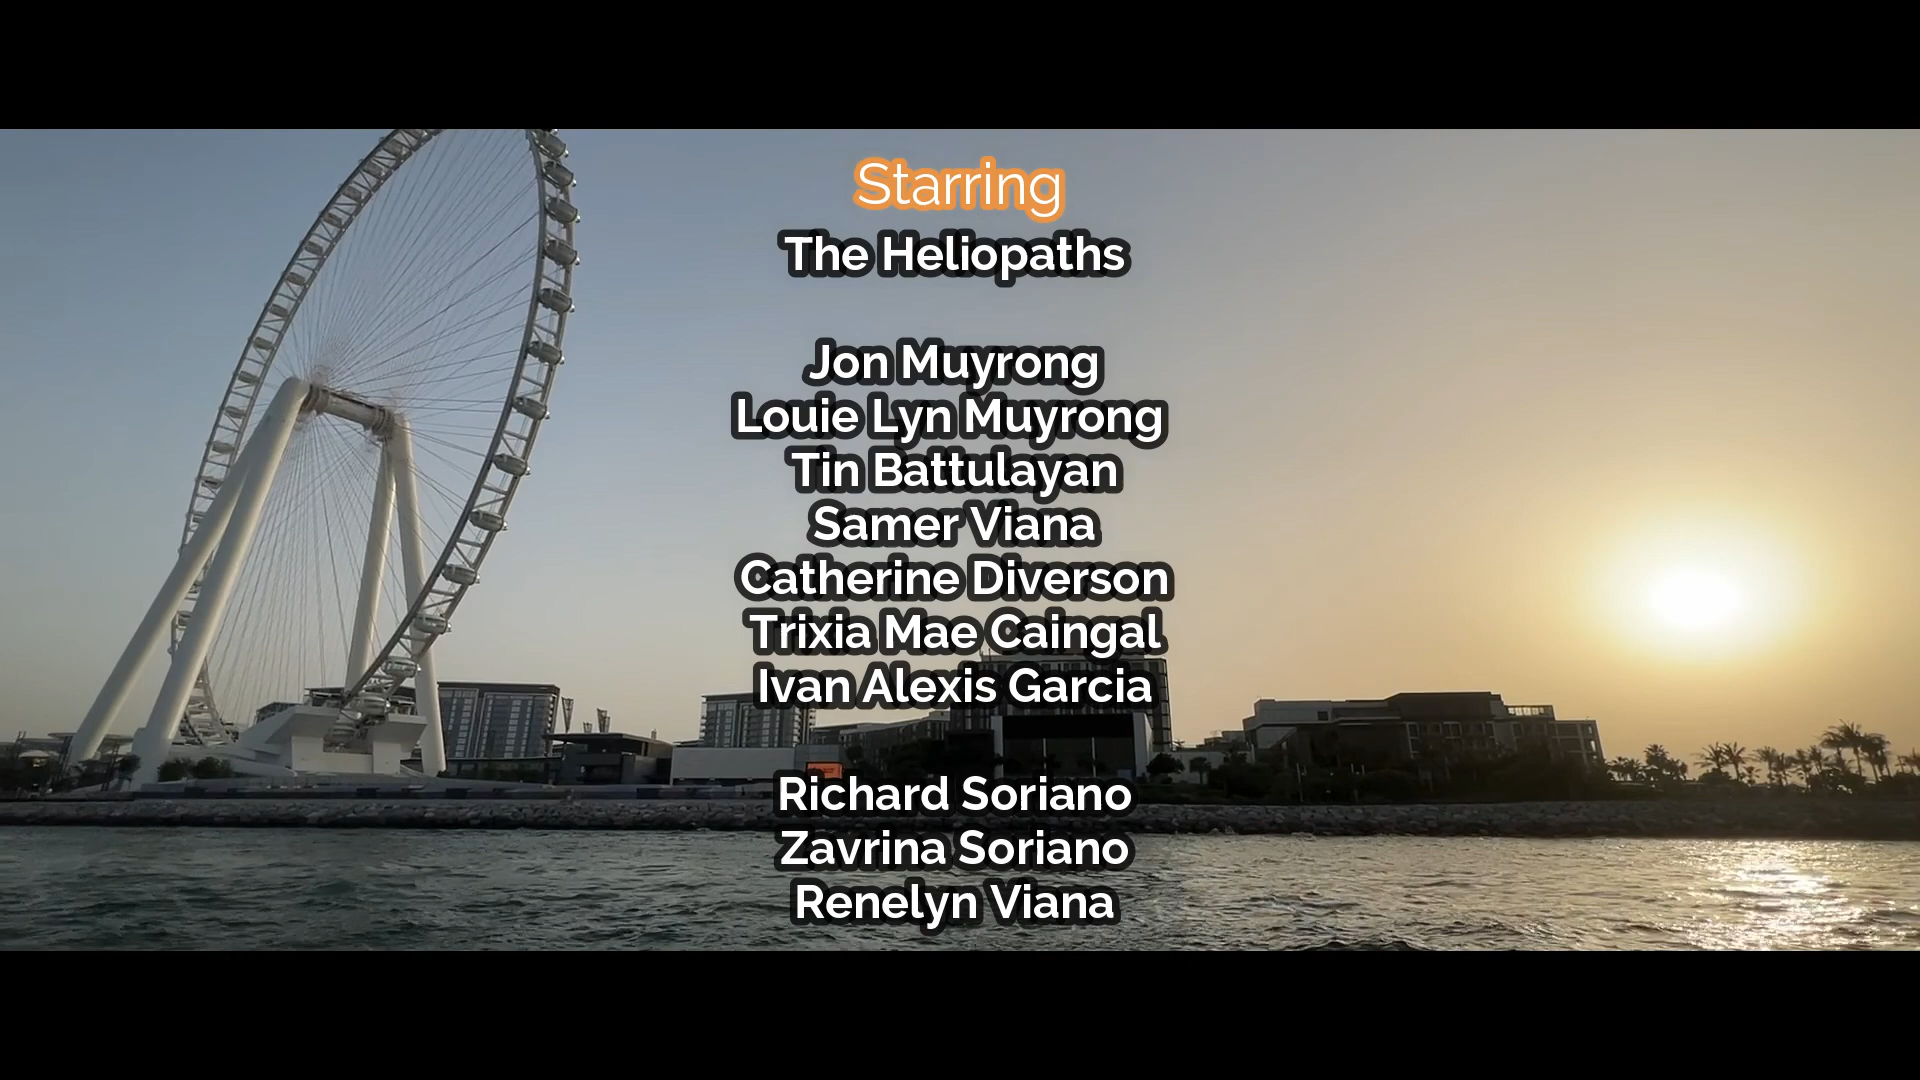 Starring
The Heliopaths
Jon Muyrong
Louie Lyn Muyrong
Tin Battulayan
Samer Viana
Catherine Diverson
Trixia Mae Caingal
Ivan Alexis Garcia
Richard Soriano
Zavrina Soriano
Renelyn Viana